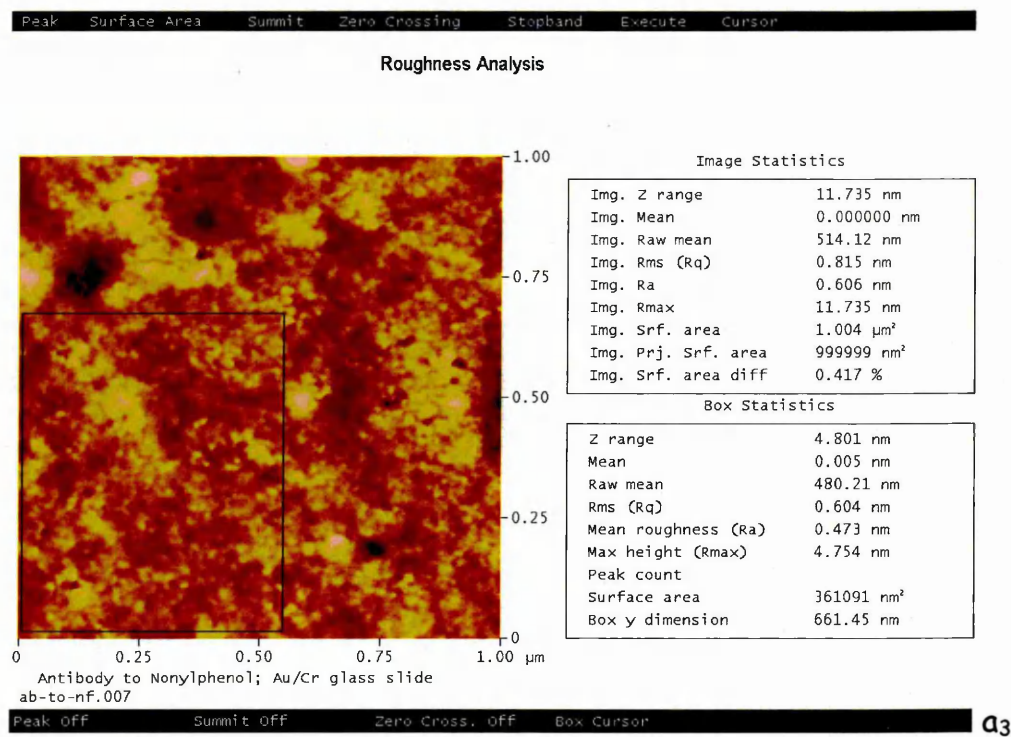 Peak Surface Area Summit Zero Crossing Stopband Execute Cursor
Roughness Analysis
1.00
0.75
0.50
0.25
0
0 0.25 0.50 0.75 1.00 µm
Antibody to Nonylphenol; Au/Cr glass slide
ab-to-nf.007
Image Statistics
Img. Z range 11.735 nm
Img. Mean 0.000000 nm
Img. Raw mean 514.12 nm
Img. Rms (Rq) 0.815 nm
Img. Ra 0.606 nm
Img. Rmax 11.735 nm
Img. Srf. area 1.004 µm²
Img. Prj. Srf. area 999999 nm²
Img. Srf. area diff 0.417 %
Box Statistics
Z range 4.801 nm
Mean 0.005 nm
Raw mean 480.21 nm
Rms (Rq) 0.604 nm
Mean roughness (Ra) 0.473 nm
Max height (Rmax) 4.754 nm
Peak count
Surface area 361091 nm²
Box y dimension 661.45 nm
Peak Off Summit Off Zero Cross. Off Box Cursor
a3